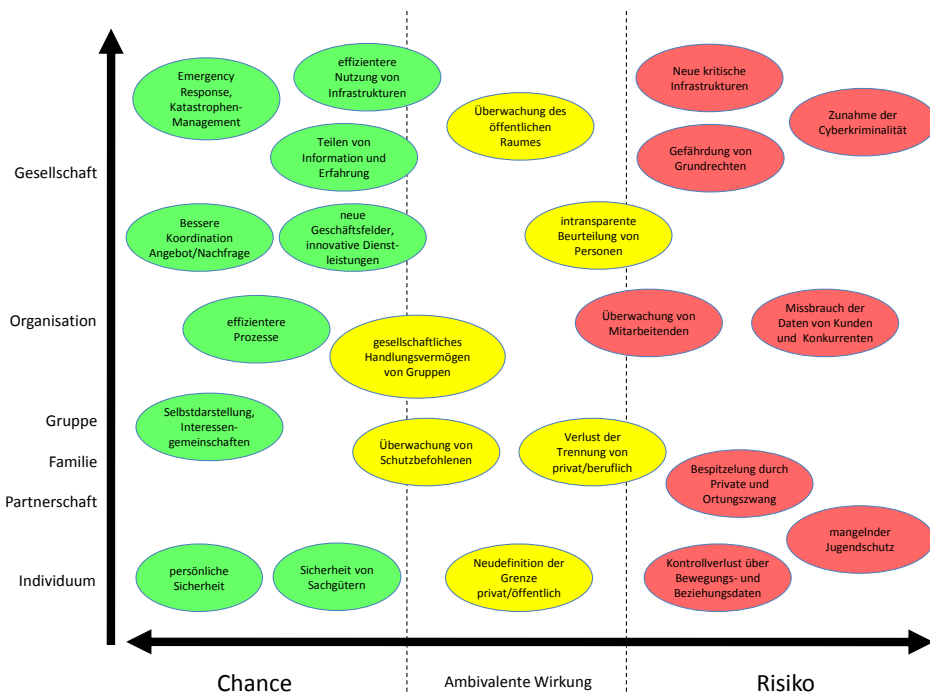 Emergency
Response,
Katastrophen-
Management
effizientere
Nutzung von
Infrastrukturen
Neue kritische
Infrastrukturen
Überwachung des
öffentlichen
Raumes
Zunahme der
Cyberkriminalität
Teilen von
Information und
Erfahrung
Gefährdung von
Grundrechten
Gesellschaft
Bessere
Koordination
Angebot/Nachfrage
neue
Geschäftsfelder,
innovative Dienst-
leistungen
intransparente
Beurteilung von
Personen
Organisation
effizientere
Prozesse
gesellschaftliches
Handlungsvermögen
von Gruppen
Überwachung von
Mitarbeitenden
Missbrauch der
Daten von Kunden
und Konkurrenten
Gruppe
Selbstdarstellung,
Interessen-
gemeinschaften
Familie
Überwachung von
Schutzbefohlenen
Verlust der
Trennung von
privat/beruflich
Bespitzelung durch
Private und
Ortungszwang
Partnerschaft
mangelnder
Jugendschutz
Individuum
persönliche
Sicherheit
Sicherheit von
Sachgütern
Neudefinition der
Grenze
privat/öffentlich
Kontrollverlust über
Bewegungs- und
Beziehungsdaten
Chance
Ambivalente Wirkung
Risiko